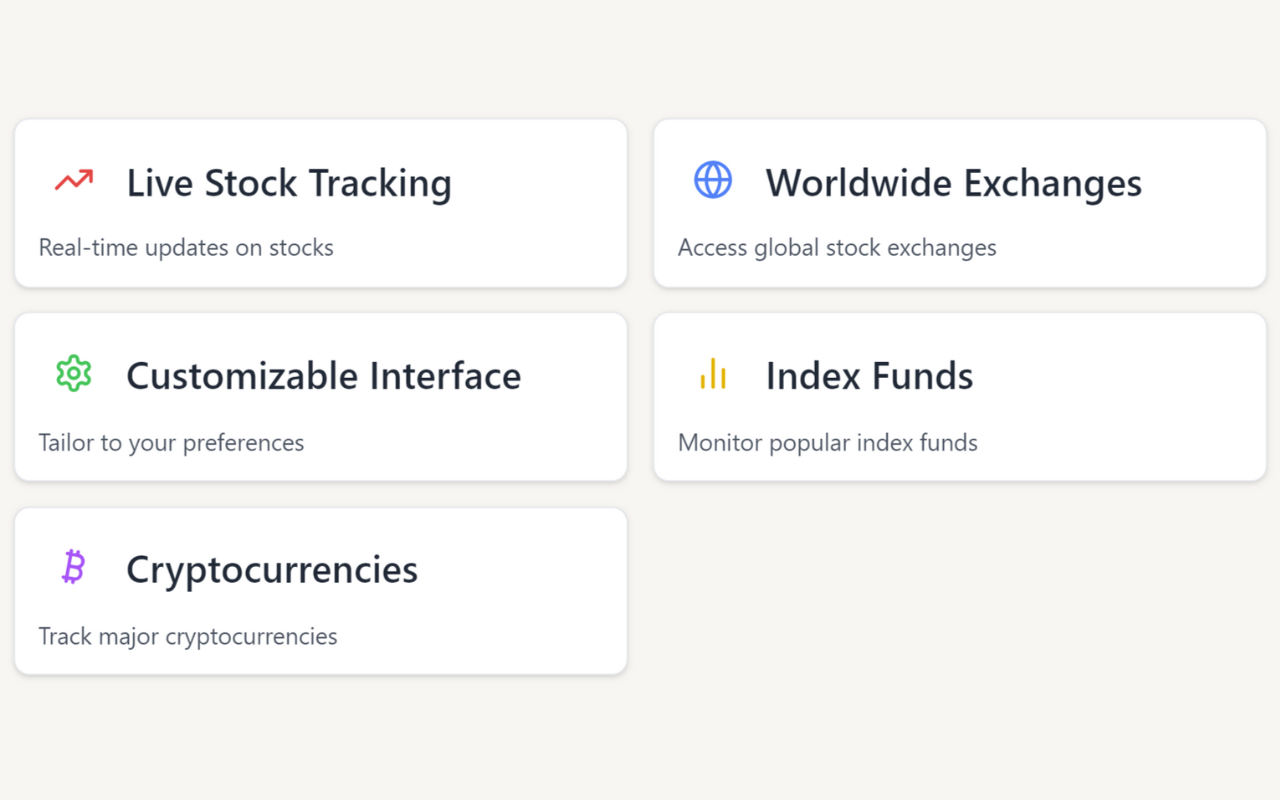 Live Stock Tracking
Real-time updates on stocks
Worldwide Exchanges
Access global stock exchanges
Customizable Interface
Tailor to your preferences
Index Funds
Monitor popular index funds
Cryptocurrencies
Track major cryptocurrencies